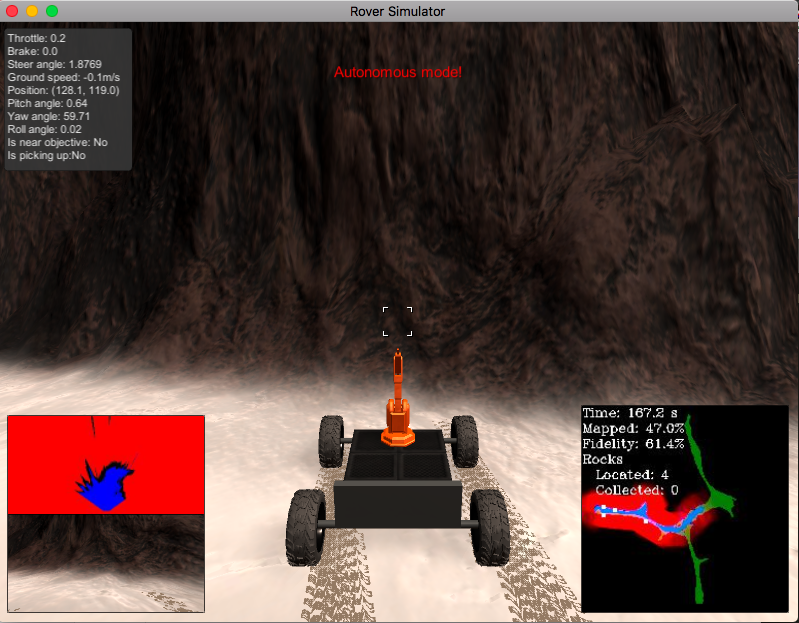 Rover Simulator
Throttle: 0.2
Brake: 0.0
Steer angle: 1.8769
Ground speed: -0.1m/s
Position: (128.1, 119.0)
Pitch angle: 0.64
Yaw angle: 59.71
Roll angle: 0.02
Is near objective: No
Is picking up:No
Autonomous mode!
Time: 167.2 s
Mapped: 47.0%
Fidelity: 61.4%
Rocks
Located: 4
Collected: 0